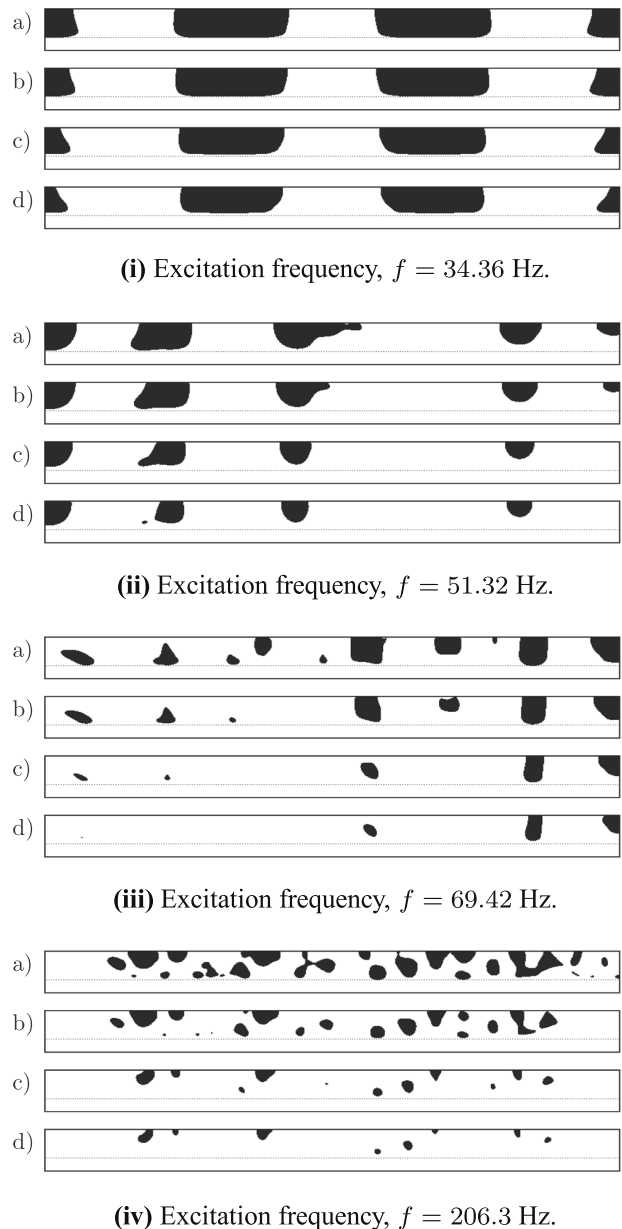 a)
b)
c)
d)
(i) Excitation frequency, f = 34.36 Hz.
a)
b)
c)
d)
(ii) Excitation frequency, f = 51.32 Hz.
a)
b)
c)
d)
(iii) Excitation frequency, f = 69.42 Hz.
a)
b)
c)
d)
(iv) Excitation frequency, f = 206.3 Hz.